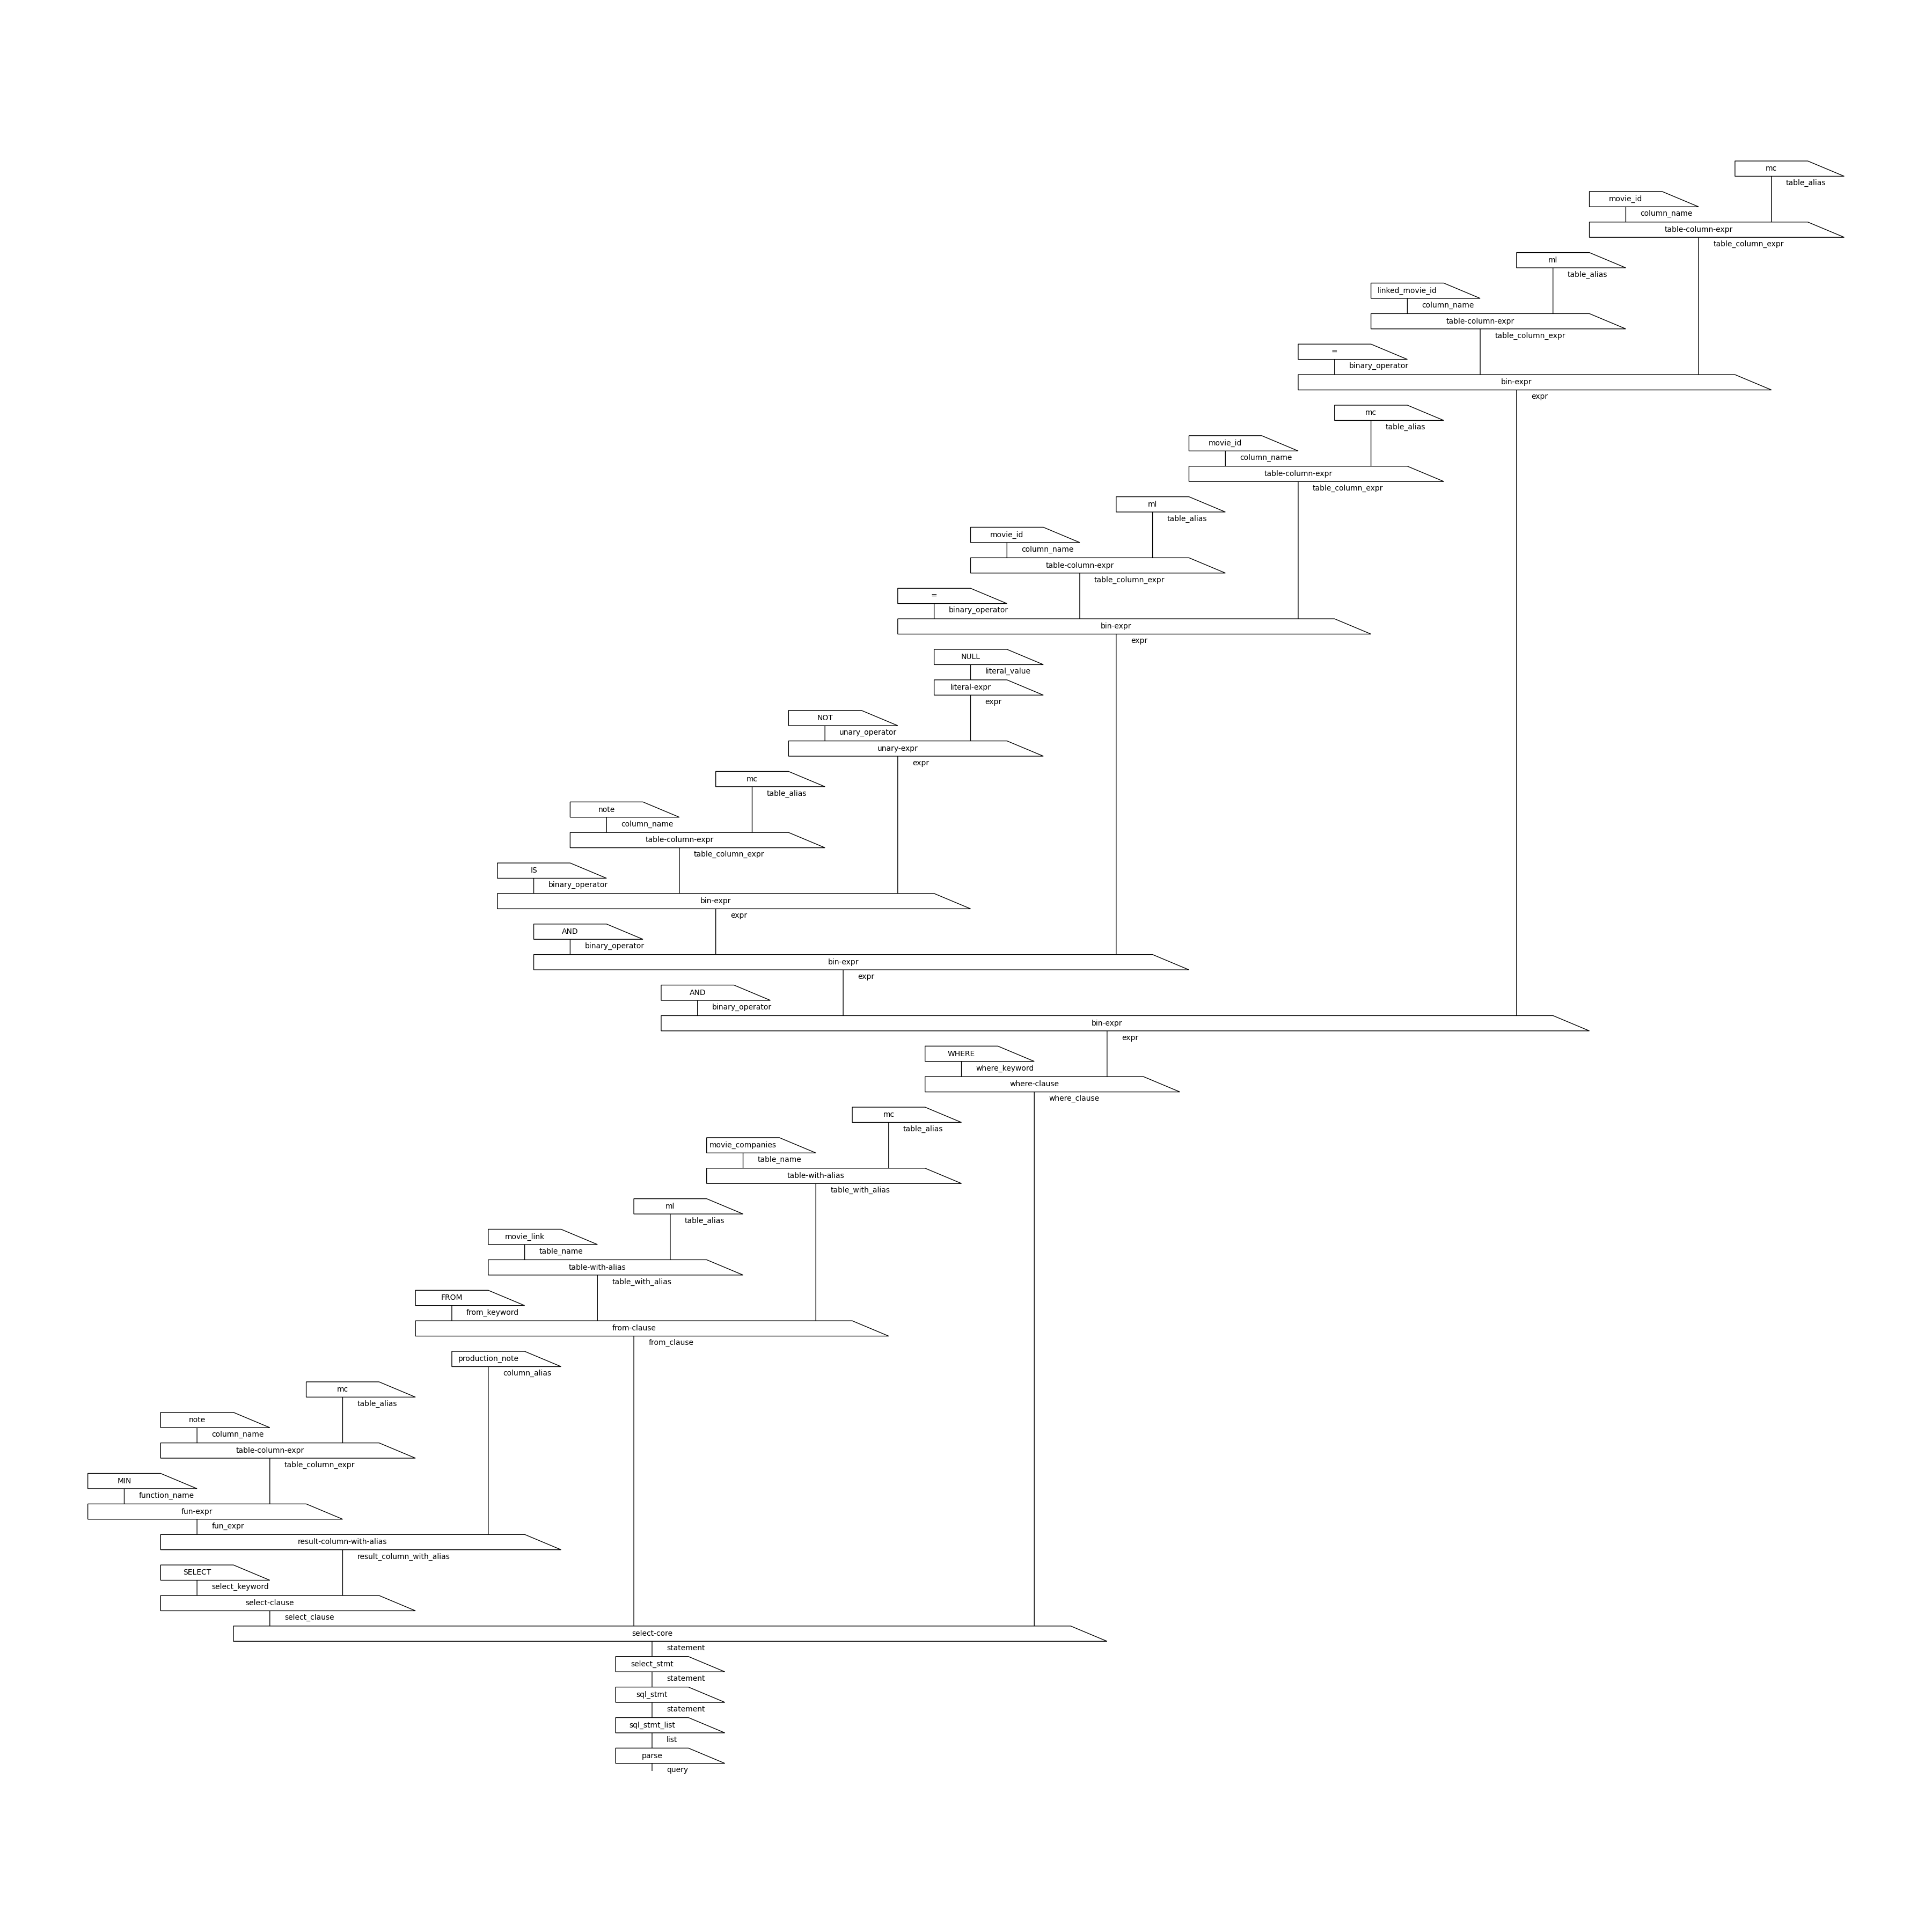 mc
table_alias
movie_id
column_name
table-column-expr
table_column_expr
ml
table_alias
linked_movie_id
column_name
table-column-expr
table_column_expr
=
binary_operator
bin-expr
expr
mc
table_alias
movie_id
column_name
table-column-expr
table_column_expr
ml
table_alias
movie_id
column_name
table-column-expr
table_column_expr
=
binary_operator
bin-expr
expr
NULL
literal_value
literal-expr
expr
NOT
unary_operator
unary-expr
expr
mc
table_alias
note
column_name
table-column-expr
table_column_expr
IS
binary_operator
bin-expr
expr
AND
binary_operator
bin-expr
expr
AND
binary_operator
bin-expr
expr
WHERE
where_keyword
where-clause
where_clause
mc
table_alias
movie_companies
table_name
table-with-alias
table_with_alias
ml
table_alias
movie_link
table_name
table-with-alias
table_with_alias
FROM
from_keyword
from-clause
from_clause
production_note
column_alias
mc
table_alias
note
column_name
table-column-expr
table_column_expr
MIN
function_name
fun-expr
fun_expr
result-column-with-alias
result_column_with_alias
SELECT
select_keyword
select-clause
select_clause
select-core
statement
select_stmt
statement
sql_stmt
statement
sql_stmt_list
list
parse
query